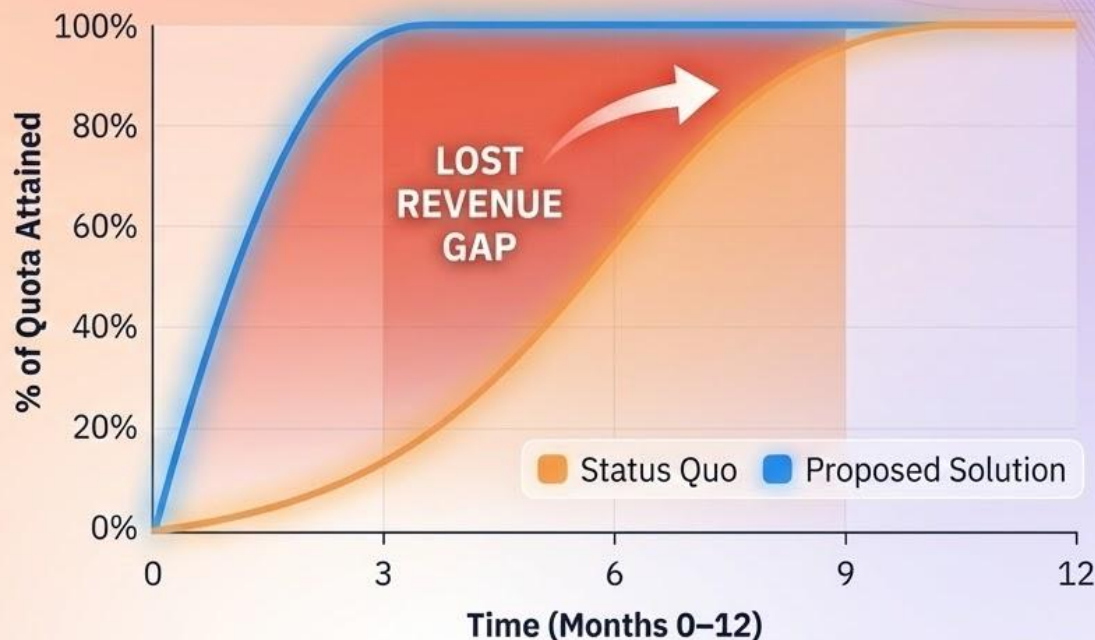 100%
80%
60%
40%
20%
0%
% of Quota Attained
LOST
REVENUE
GAP
Status Quo
Proposed Solution
0
3
6
9
12
Time (Months 0–12)